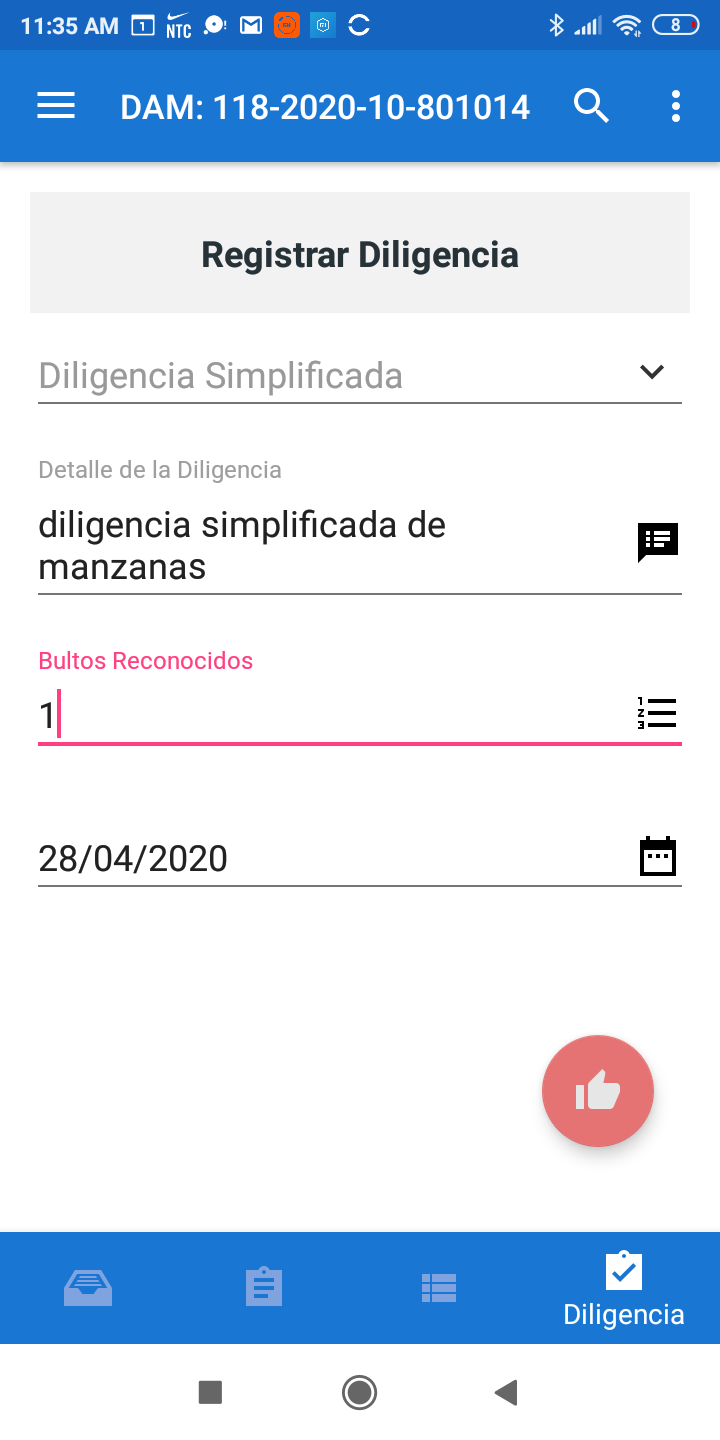 11:35 AM 1 NTC 8
DAM: 118-2020-10-801014
Registrar Diligencia
Diligencia Simplificada
Detalle de la Diligencia
diligencia simplificada de
manzanas
Bultos Reconocidos
1
28/04/2020
Diligencia